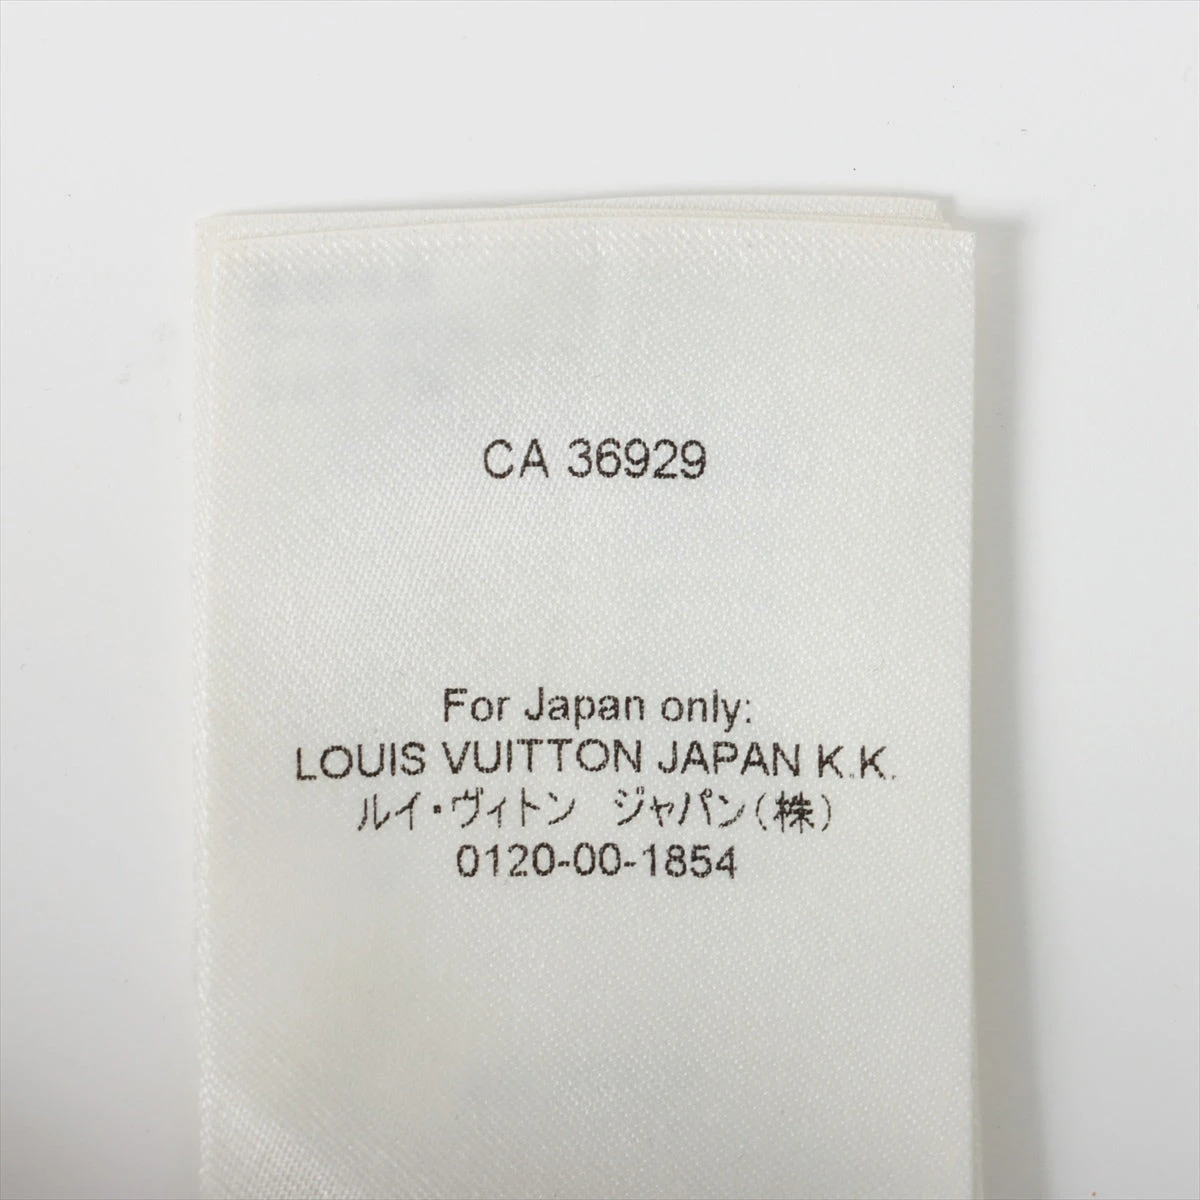 CA 36929
For Japan only:
LOUIS VUITTON JAPAN K.K.
ルイ・ヴィトン　ジャパン(株)
0120-00-1854